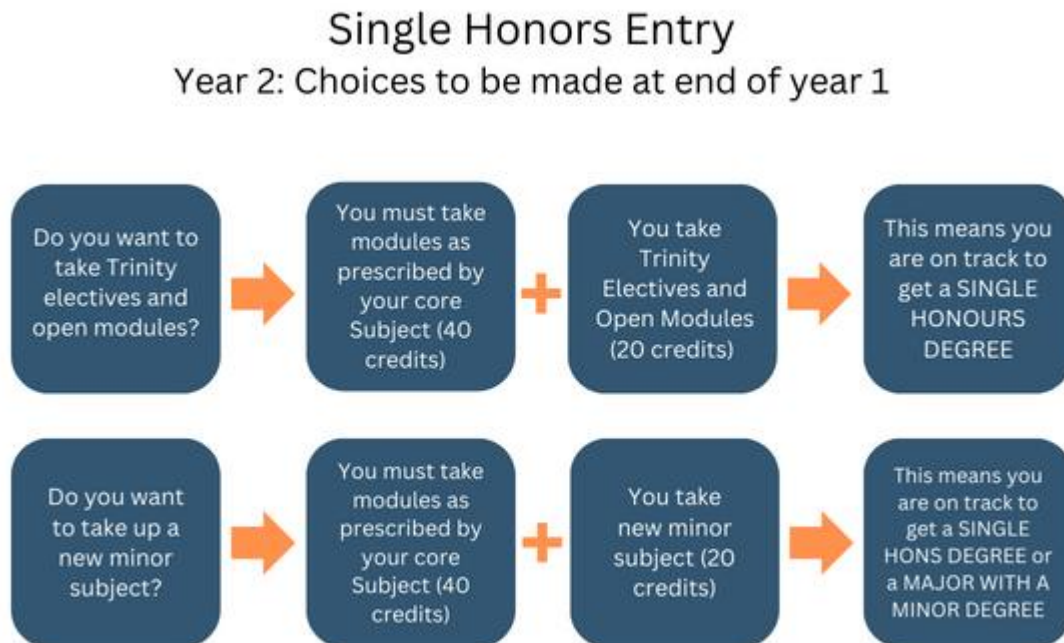 Single Honors Entry
Year 2: Choices to be made at end of year 1
Do you want to
take Trinity
electives and
open modules?
You must take
modules as
prescribed by
your core
Subject (40
credits)
You take
Trinity
Electives and
Open Modules
(20 credits)
This means you
are on track to
get a SINGLE
HONOURS
DEGREE
Do you want
to take up a
new minor
subject?
You must take
modules as
prescribed by
your core
Subject (40
credits)
You take
new minor
subject (20
credits)
This means you
are on track to
get a SINGLE
HONS DEGREE or
a MAJOR WITH A
MINOR DEGREE